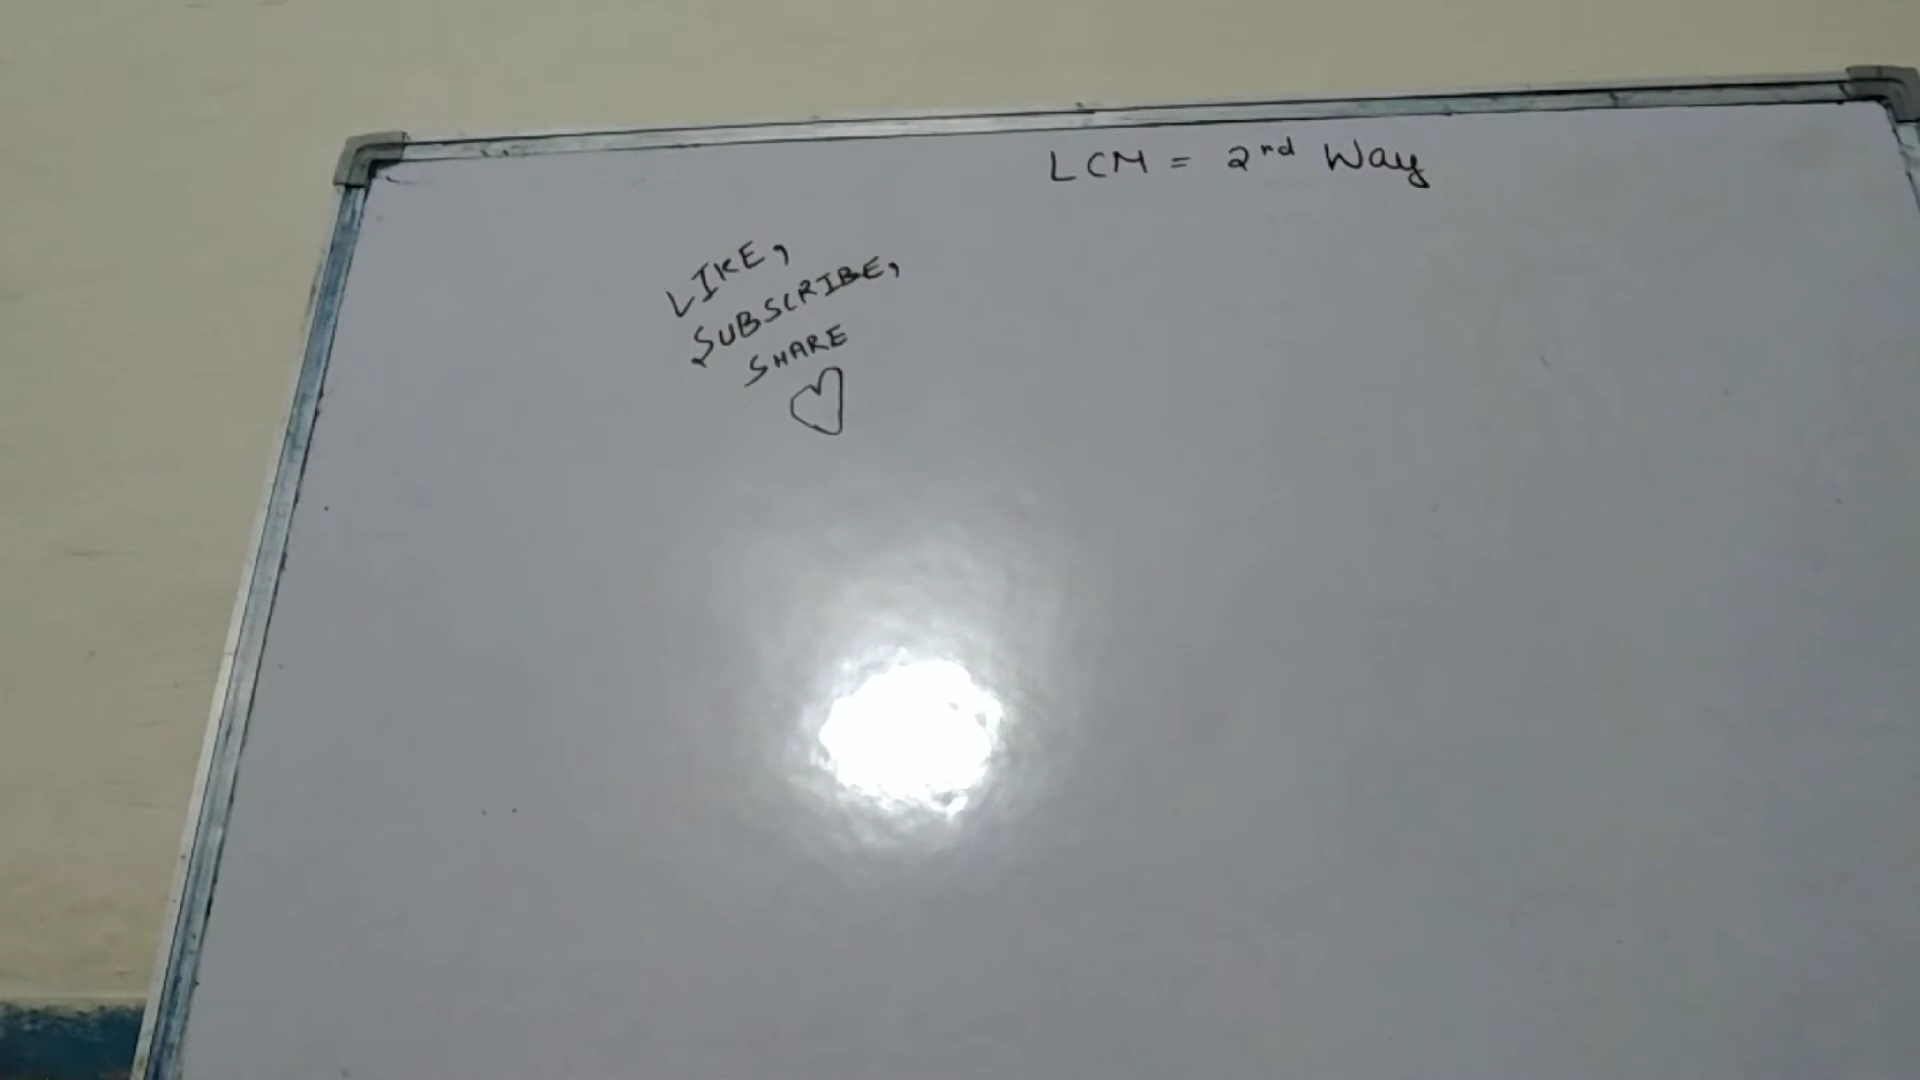 LCM = 2nd Way
LIKE,
SUBSCRIBE,
SHARE